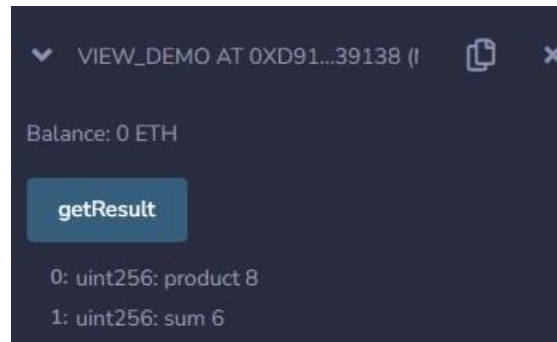 VIEW_DEMO AT 0XD91...39138 (
Balance: 0 ETH
getResult
0: uint256: product 8
1: uint256: sum 6